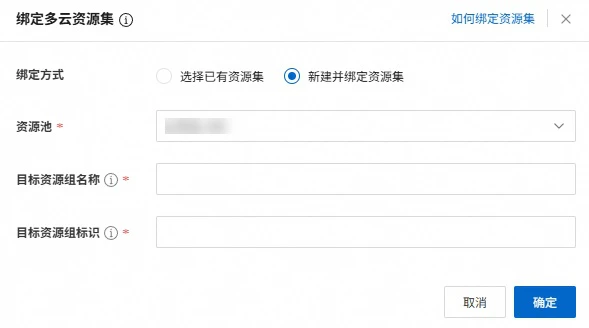 绑定多云资源集
如何绑定资源集
绑定方式
选择已有资源集
新建并绑定资源集
资源池 *
目标资源组名称 *
目标资源组标识 *
取消
确定